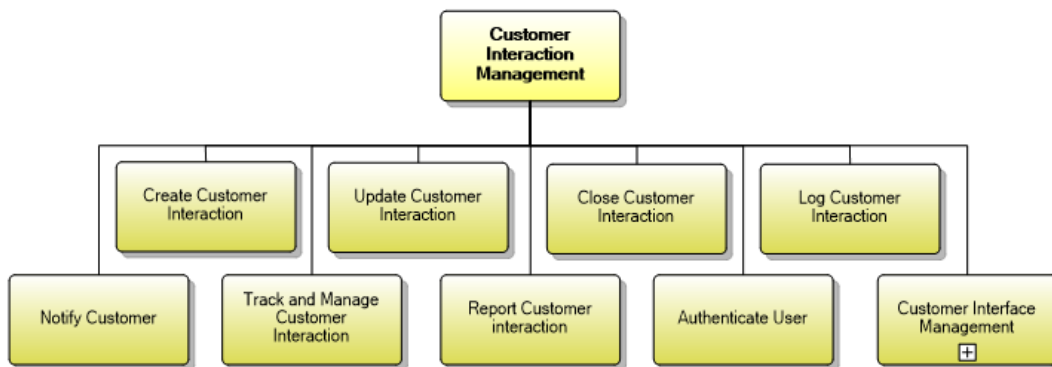 Customer
Interaction
Management
Create Customer
Interaction
Update Customer
Interaction
Close Customer
Interaction
Log Customer
Interaction
Notify Customer
Track and Manage
Customer
Interaction
Report Customer
interaction
Authenticate User
Customer Interface
Management